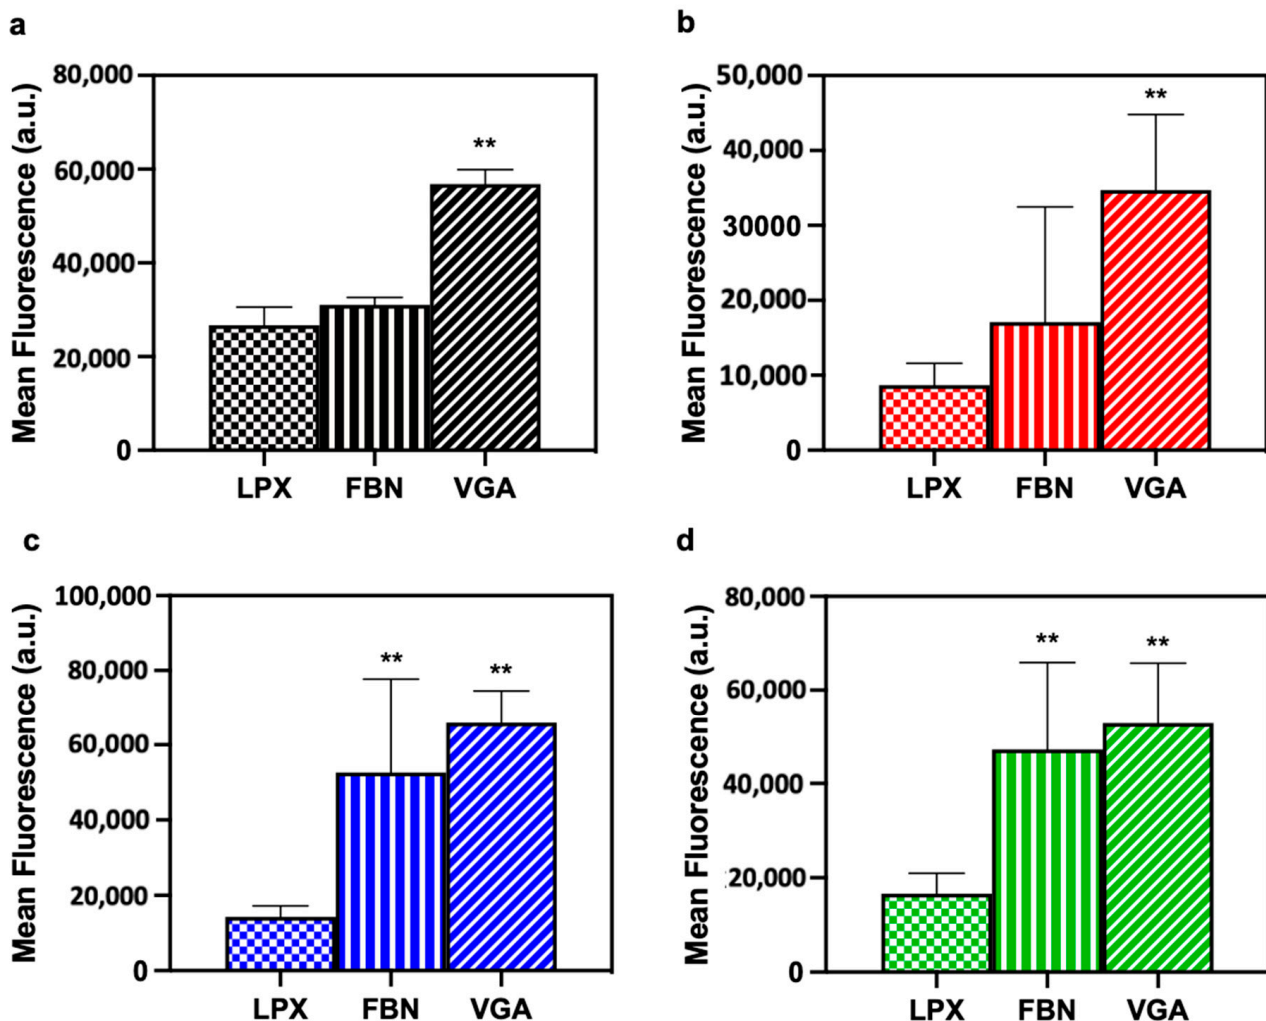 a
Mean Fluorescence (a.u.)
80,000
60,000
40,000
20,000
0
**
LPX FBN VGA
b
Mean Fluorescence (a.u.)
50,000
40,000
30000
20,000
10,000
0
**
LPX FBN VGA
c
Mean Fluorescence (a.u.)
100,000
80,000
60,000
40,000
20,000
0
** **
LPX FBN VGA
d
Mean Fluorescence (a.u.)
80,000
60,000
40,000
20,000
0
** **
LPX FBN VGA